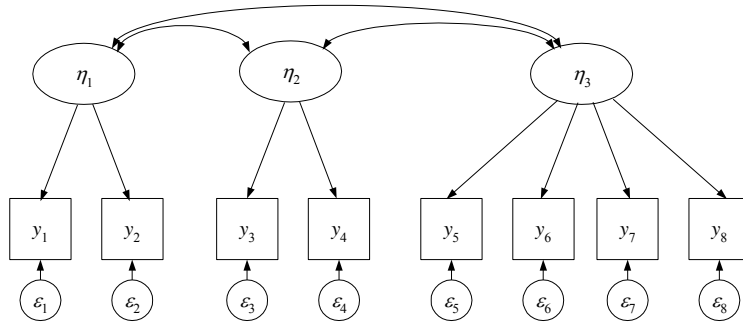 η₁ η₂ η₃
y₁ y₂ y₃ y₄ y₅ y₆ y₇ y₈
ε₁ ε₂ ε₃ ε₄ ε₅ ε₆ ε₇ ε₈